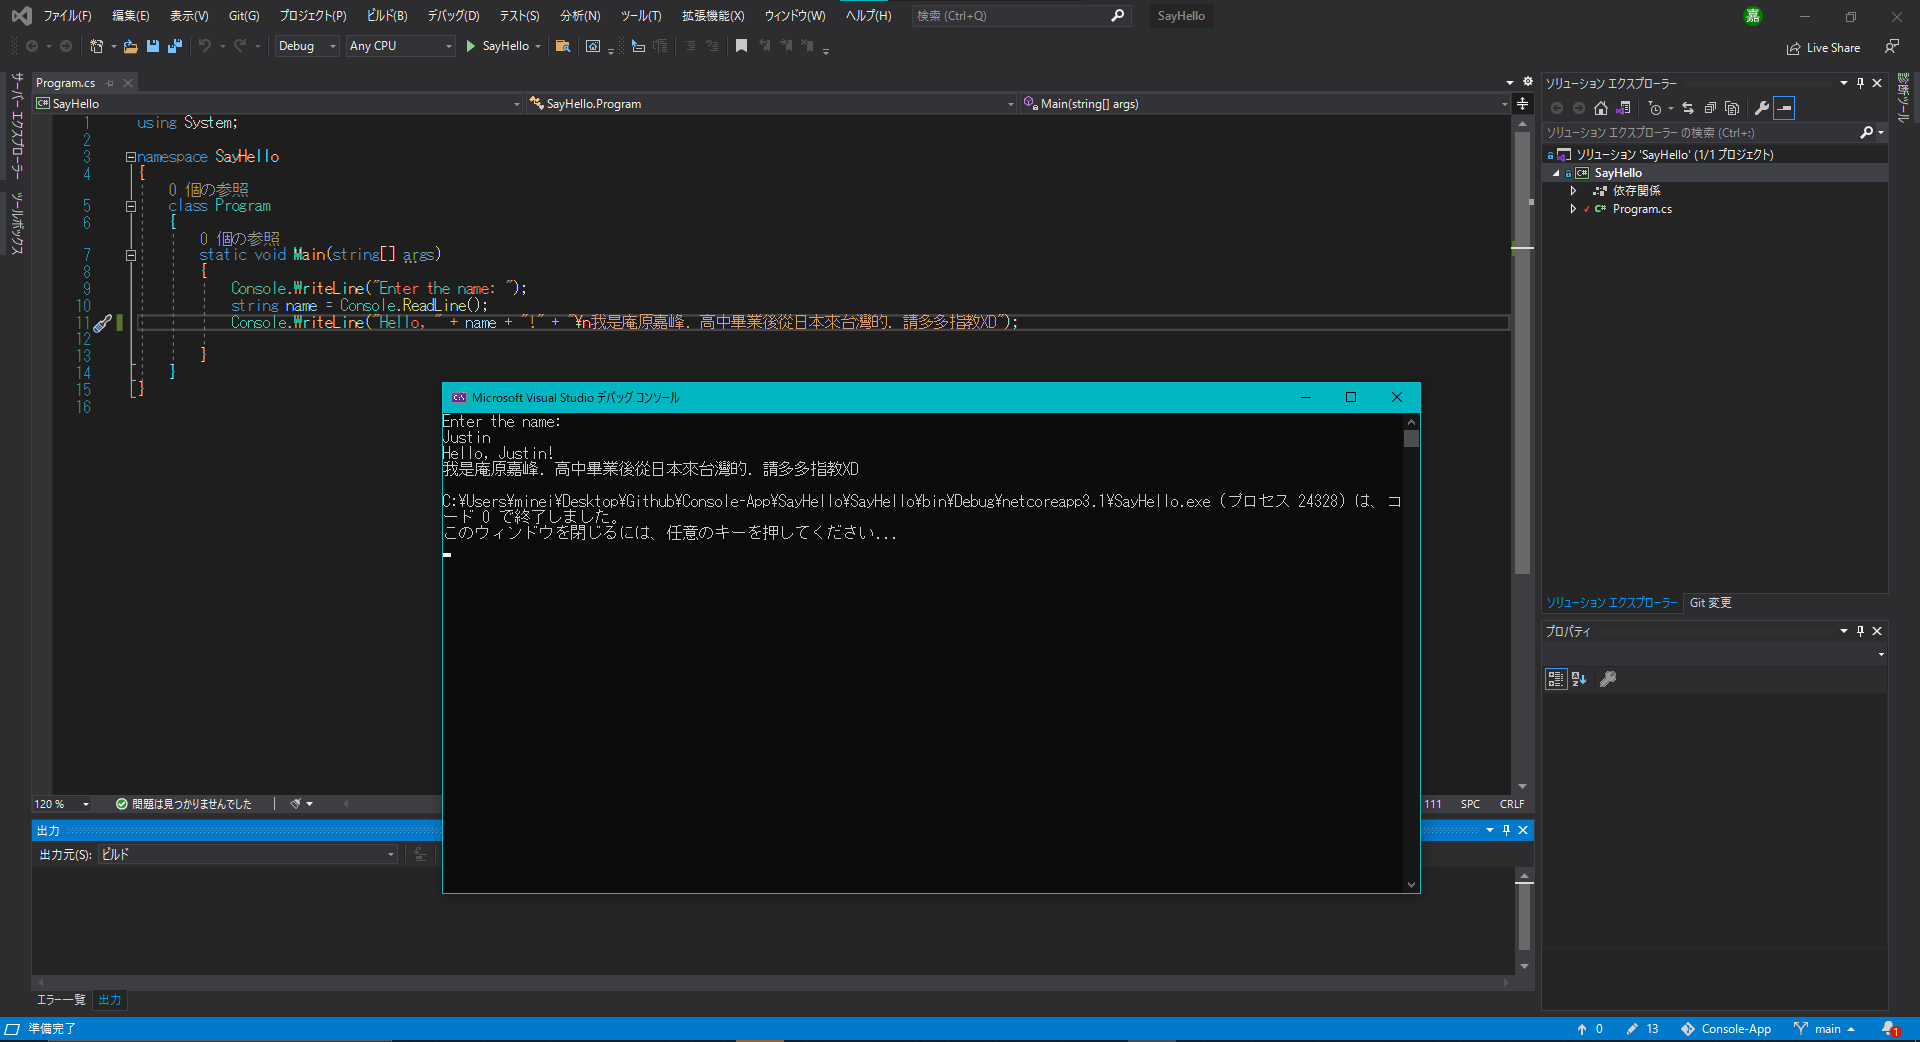 ファイル(F) 編集(E) 表示(V) Git(G) プロジェクト(P) ビルド(B) デバッグ(D) テスト(S) 分析(N) ツール(T) 拡張機能(X) ウィンドウ(W) ヘルプ(H) 検索 (Ctrl+Q) SayHello 嘉
Debug Any CPU SayHello Live Share
サーバー エクスプローラー
ツールボックス
Program.cs
SayHello SayHello.Program Main(string[] args)
1 using System;
2
3 namespace SayHello
4 {
0 個の参照
5 class Program
6 {
0 個の参照
7 static void Main(string[] args)
8 {
9 Console.WriteLine("Enter the name: ");
10 string name = Console.ReadLine();
11 Console.WriteLine("Hello, " + name + "!" + "¥n我是庵原嘉峰. 高中畢業後從日本來台灣的. 請多多指教XD");
12
13 }
14 }
15 }
16
Microsoft Visual Studio デバッグ コンソール
Enter the name:
Justin
Hello, Justin!
我是庵原嘉峰. 高中畢業後從日本來台灣的. 請多多指教XD
C:¥Users¥minei¥Desktop¥Github¥Console-App¥SayHello¥SayHello¥bin¥Debug¥netcoreapp3.1¥SayHello.exe (プロセス 24328) は、コ
ード 0 で終了しました。
このウィンドウを閉じるには、任意のキーを押してください...
120 % 問題は見つかりませんでした 111 SPC CRLF
出力
出力元(S): ビルド
エラー一覧 出力
ソリューション エクスプローラー
ソリューション エクスプローラー の検索 (Ctrl+:)
ソリューション 'SayHello' (1/1 プロジェクト)
C# SayHello
依存関係
C# Program.cs
ソリューション エクスプローラー Git 変更
プロパティ
診断ツール
準備完了 0 13 Console-App main 1